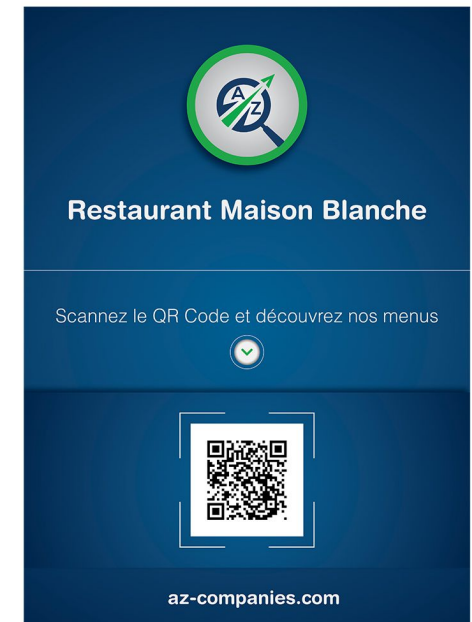 A
Z
Restaurant Maison Blanche
Scannez le QR Code et découvrez nos menus
az-companies.com